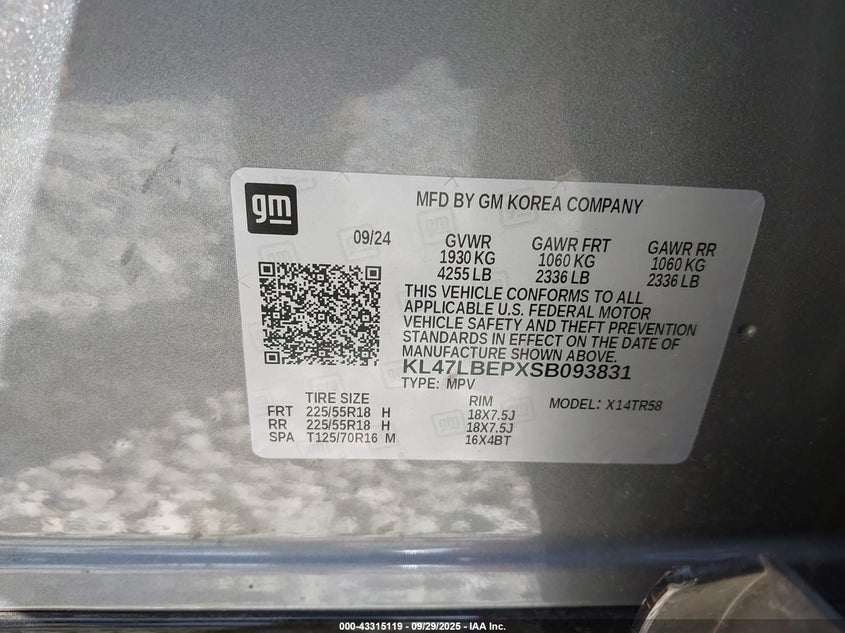 gm
MFD BY GM KOREA COMPANY
09/24
GVWR
1930 KG
4255 LB
GAWR FRT
1060 KG
2336 LB
GAWR RR
1060 KG
2336 LB
THIS VEHICLE CONFORMS TO ALL
APPLICABLE U.S. FEDERAL MOTOR
VEHICLE SAFETY AND THEFT PREVENTION
STANDARDS IN EFFECT ON THE DATE OF
MANUFACTURE SHOWN ABOVE.
KL47LBEPXSB093831
TYPE: MPV
TIRE SIZE
FRT 225/55R18 H
RR 225/55R18 H
SPA T125/70R16 M
RIM
18X7.5J
18X7.5J
16X4BT
MODEL: X14TR58
000-43315119 - 09/29/2025 - IAA Inc.